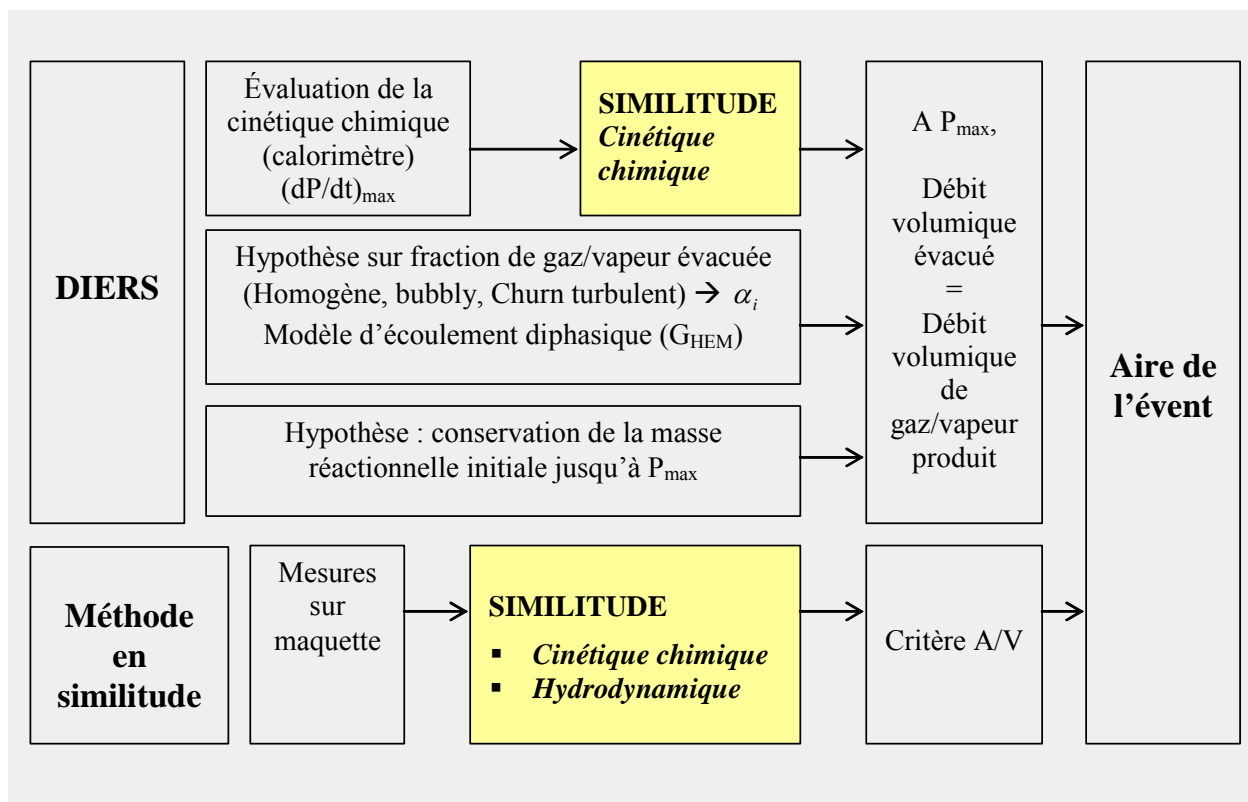 DIERS
Évaluation de la
cinétique chimique
(calorimètre)
(dP/dt)max
SIMILITUDE
Cinétique
chimique
Hypothèse sur fraction de gaz/vapeur évacuée
(Homogène, bubbly, Churn turbulent) → αi
Modèle d’écoulement diphasique (GHEM)
Hypothèse : conservation de la masse
réactionnelle initiale jusqu’à Pmax
A Pmax,
Débit
volumique
évacué
=
Débit
volumique
de
gaz/vapeur
produit
Aire de
l’évent
Méthode
en
similitude
Mesures
sur
maquette
SIMILITUDE
▪ Cinétique chimique
▪ Hydrodynamique
Critère A/V